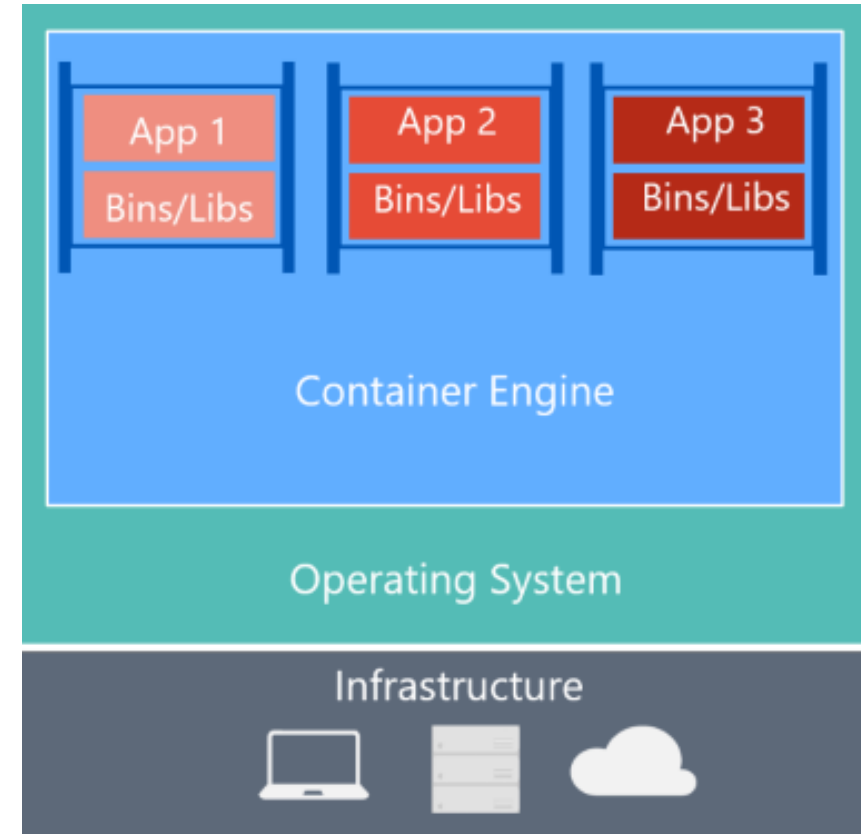 App 1
Bins/Libs
App 2
Bins/Libs
App 3
Bins/Libs
Container Engine
Operating System
Infrastructure